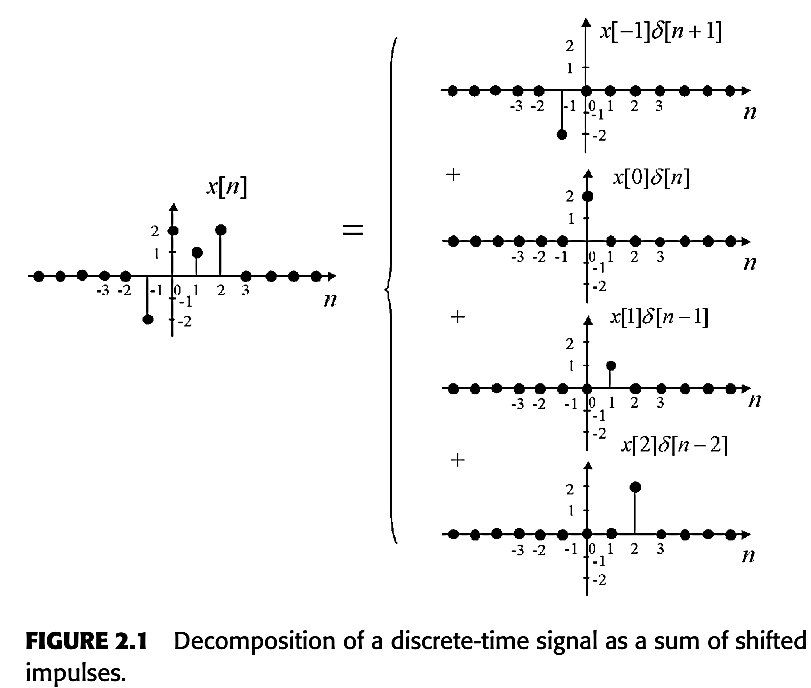 x[n]
2
1
-3 -2 -1 0 1 2 3
n
-1
-2
=
x[−1]δ[n+1]
2
1
-3 -2 -1 0 1 2 3
n
-1
-2
+
x[0]δ[n]
2
1
-3 -2 -1 0 1 2 3
n
-1
-2
+
x[1]δ[n−1]
2
1
-3 -2 -1 0 1 2 3
n
-1
-2
+
x[2]δ[n−2]
2
1
-3 -2 -1 0 1 2 3
n
-1
-2
FIGURE 2.1 Decomposition of a discrete-time signal as a sum of shifted
impulses.